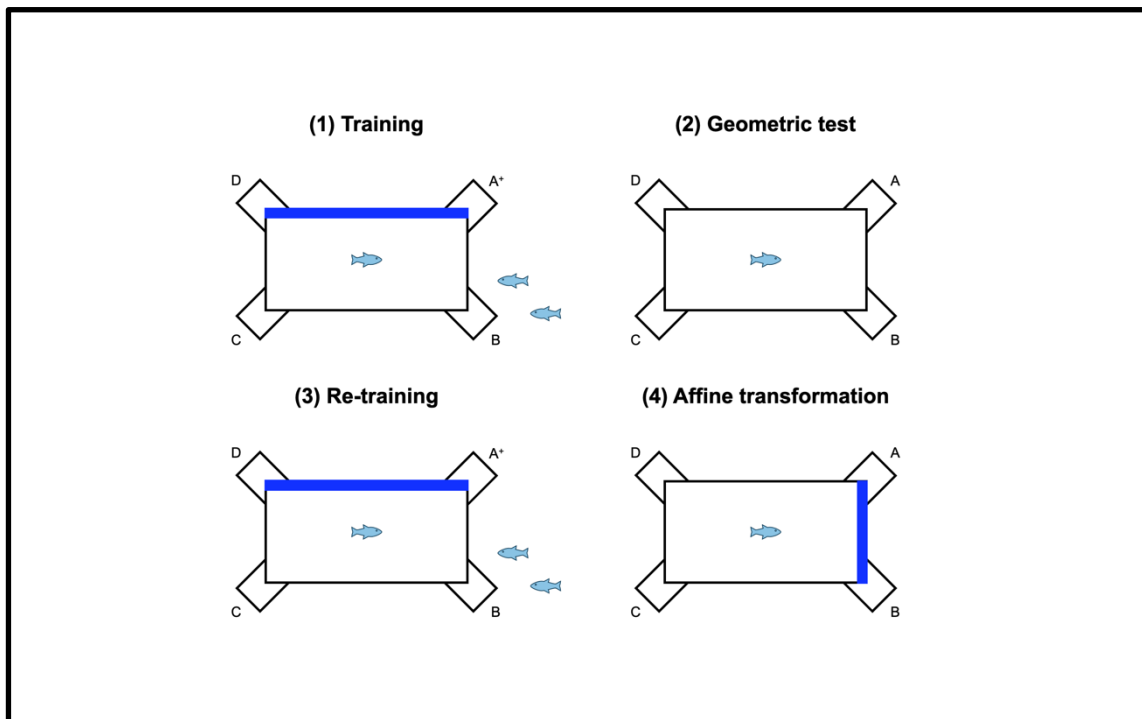 (1) Training
(2) Geometric test
D
A⁺
D
A
C
B
C
B
(3) Re-training
(4) Affine transformation
D
A⁺
D
A
C
B
C
B